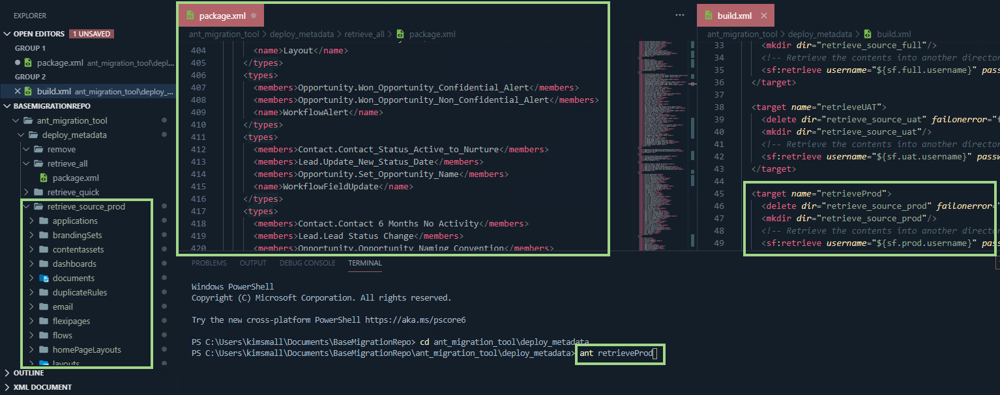 EXPLORER
OPEN EDITORS 1 UNSAVED
GROUP 1
package.xml ant_migration_tool\depl...
GROUP 2
build.xml ant_migration_tool\deploy_...
BASEMIGRATIONREPO
ant_migration_tool
deploy_metadata
remove
retrieve_all
package.xml
retrieve_quick
retrieve_source_prod
applications
brandingSets
contentassets
dashboards
documents
duplicateRules
email
flexipages
flows
homePageLayouts
layouts
OUTLINE
XML DOCUMENT
package.xml
ant_migration_tool > deploy_metadata > retrieve_all > package.xml
404 <name>Layout</name>
405 </types>
406 <types>
407 <members>Opportunity.Won_Opportunity_Confidential_Alert</members>
408 <members>Opportunity.Won_Opportunity_Non_Confidential_Alert</members>
409 <name>WorkflowAlert</name>
410 </types>
411 <types>
412 <members>Contact.Contact_Status_Active_to_Nurture</members>
413 <members>Lead.Update_New_Status_Date</members>
414 <members>Opportunity.Set_Opportunity_Name</members>
415 <name>WorkflowFieldUpdate</name>
416 </types>
417 <types>
418 <members>Contact.Contact 6 Months No Activity</members>
419 <members>Lead.Lead Status Change</members>
420 <members>Opportunity.Opportunity Naming Convention</members>
build.xml
ant_migration_tool > deploy_metadata > build.xml
33 <mkdir dir="retrieve_source_full"/>
34 <!-- Retrieve the contents into another director
35 <sf:retrieve username="${sf.full.username}" pass
36 </target>
37
38 <target name="retrieveUAT">
39 <delete dir="retrieve_source_uat" failonerror="f
40 <mkdir dir="retrieve_source_uat"/>
41 <!-- Retrieve the contents into another director
42 <sf:retrieve username="${sf.uat.username}" passw
43 </target>
44
45 <target name="retrieveProd">
46 <delete dir="retrieve_source_prod" failonerror="
47 <mkdir dir="retrieve_source_prod"/>
48 <!-- Retrieve the contents into another director
49 <sf:retrieve username="${sf.prod.username}" pass
PROBLEMS OUTPUT DEBUG CONSOLE TERMINAL
Windows PowerShell
Copyright (C) Microsoft Corporation. All rights reserved.
Try the new cross-platform PowerShell https://aka.ms/pscore6
PS C:\Users\kimsmall\Documents\BaseMigrationRepo> cd ant_migration_tool\deploy_metadata
PS C:\Users\kimsmall\Documents\BaseMigrationRepo\ant_migration_tool\deploy_metadata> ant retrieveProd